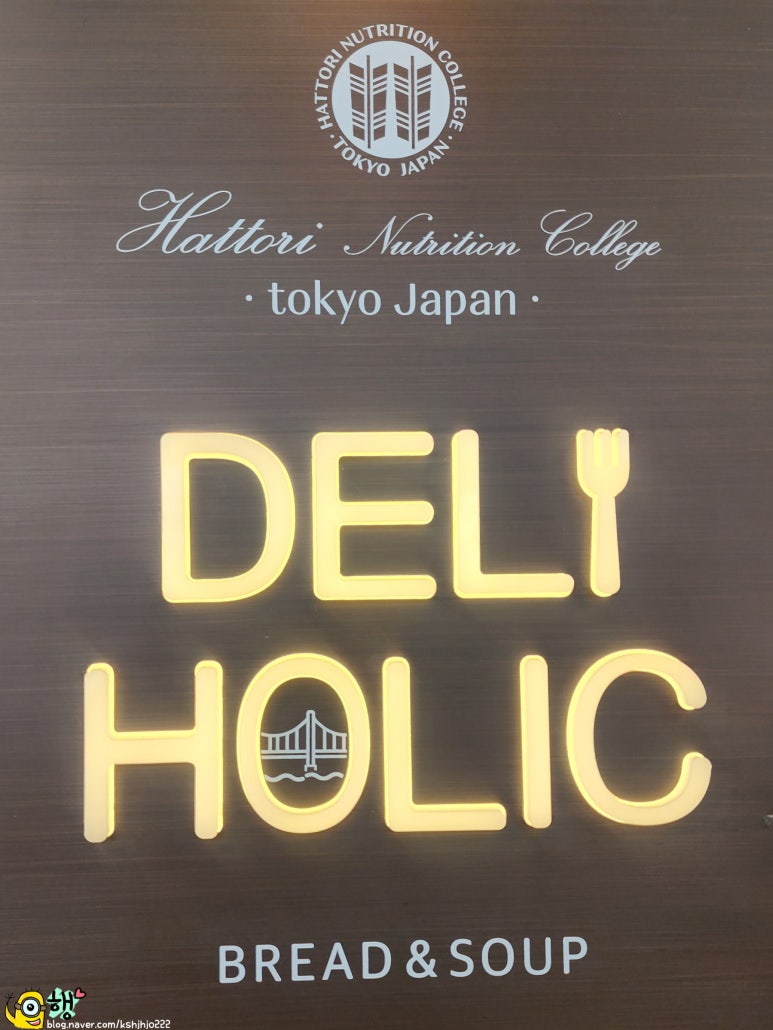 HATTORI NUTRITION COLLEGE
· TOKYO JAPAN ·
Hattori Nutrition College
· tokyo Japan ·
DELI
HOLIC
BREAD & SOUP
행
blog.naver.com/kshjhjo222